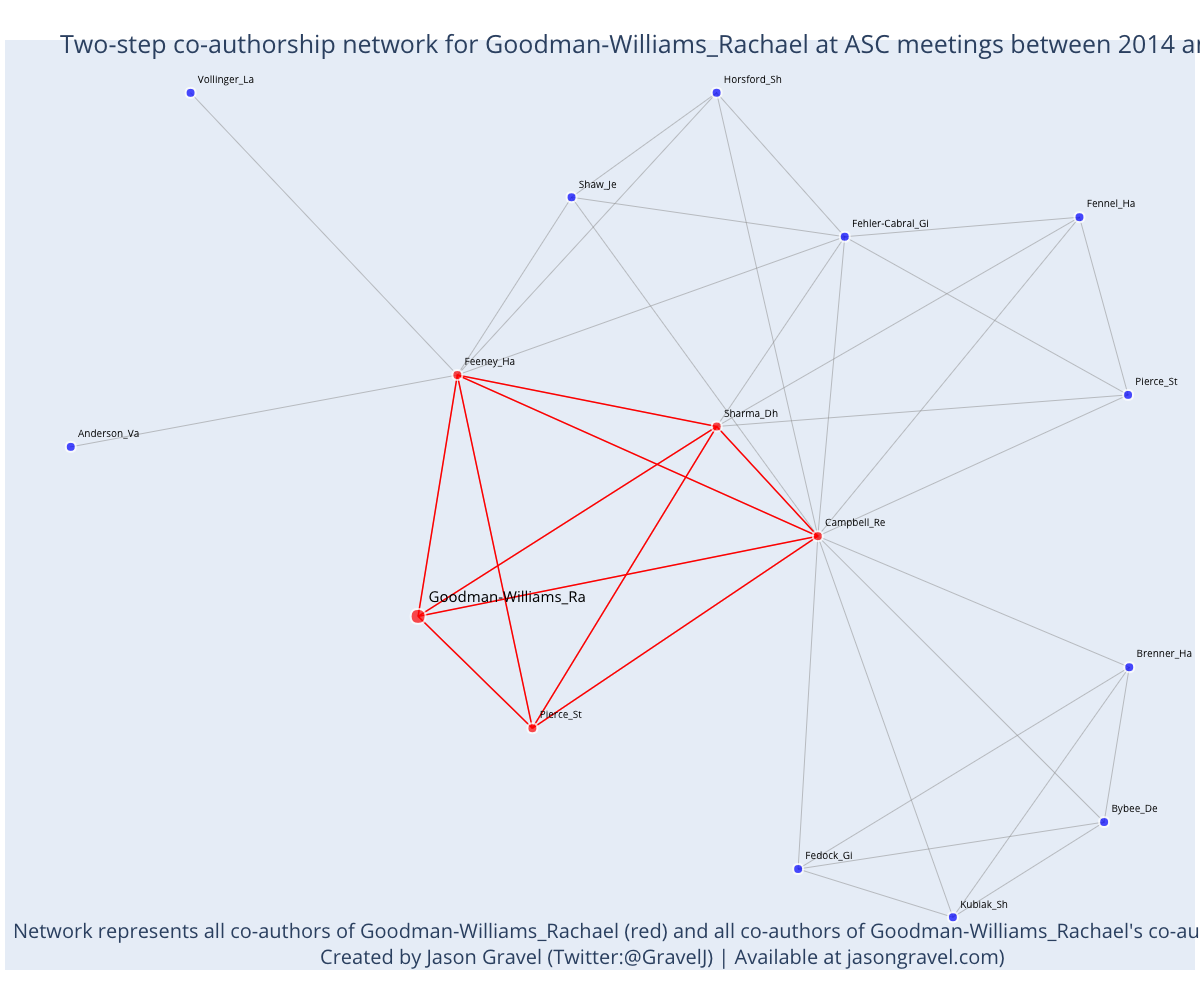 Two-step co-authorship network for Goodman-Williams_Rachael at ASC meetings between 2014
Vollinger_La
Horsford_Sh
Shaw_Je
Fennel_Ha
Fehler-Cabral_Gi
Feeney_Ha
Pierce_St
Sharma_Dh
Anderson_Va
Campbell_Re
Goodman-Williams_Ra
Brenner_Ha
Pierce_St
Bybee_De
Fedock_Gi
Kubiak_Sh
Network represents all co-authors of Goodman-Williams_Rachael (red) and all co-authors of Goodman-Williams_Rachael's
Created by Jason Gravel (Twitter:@GravelJ) | Available at jasongravel.com)